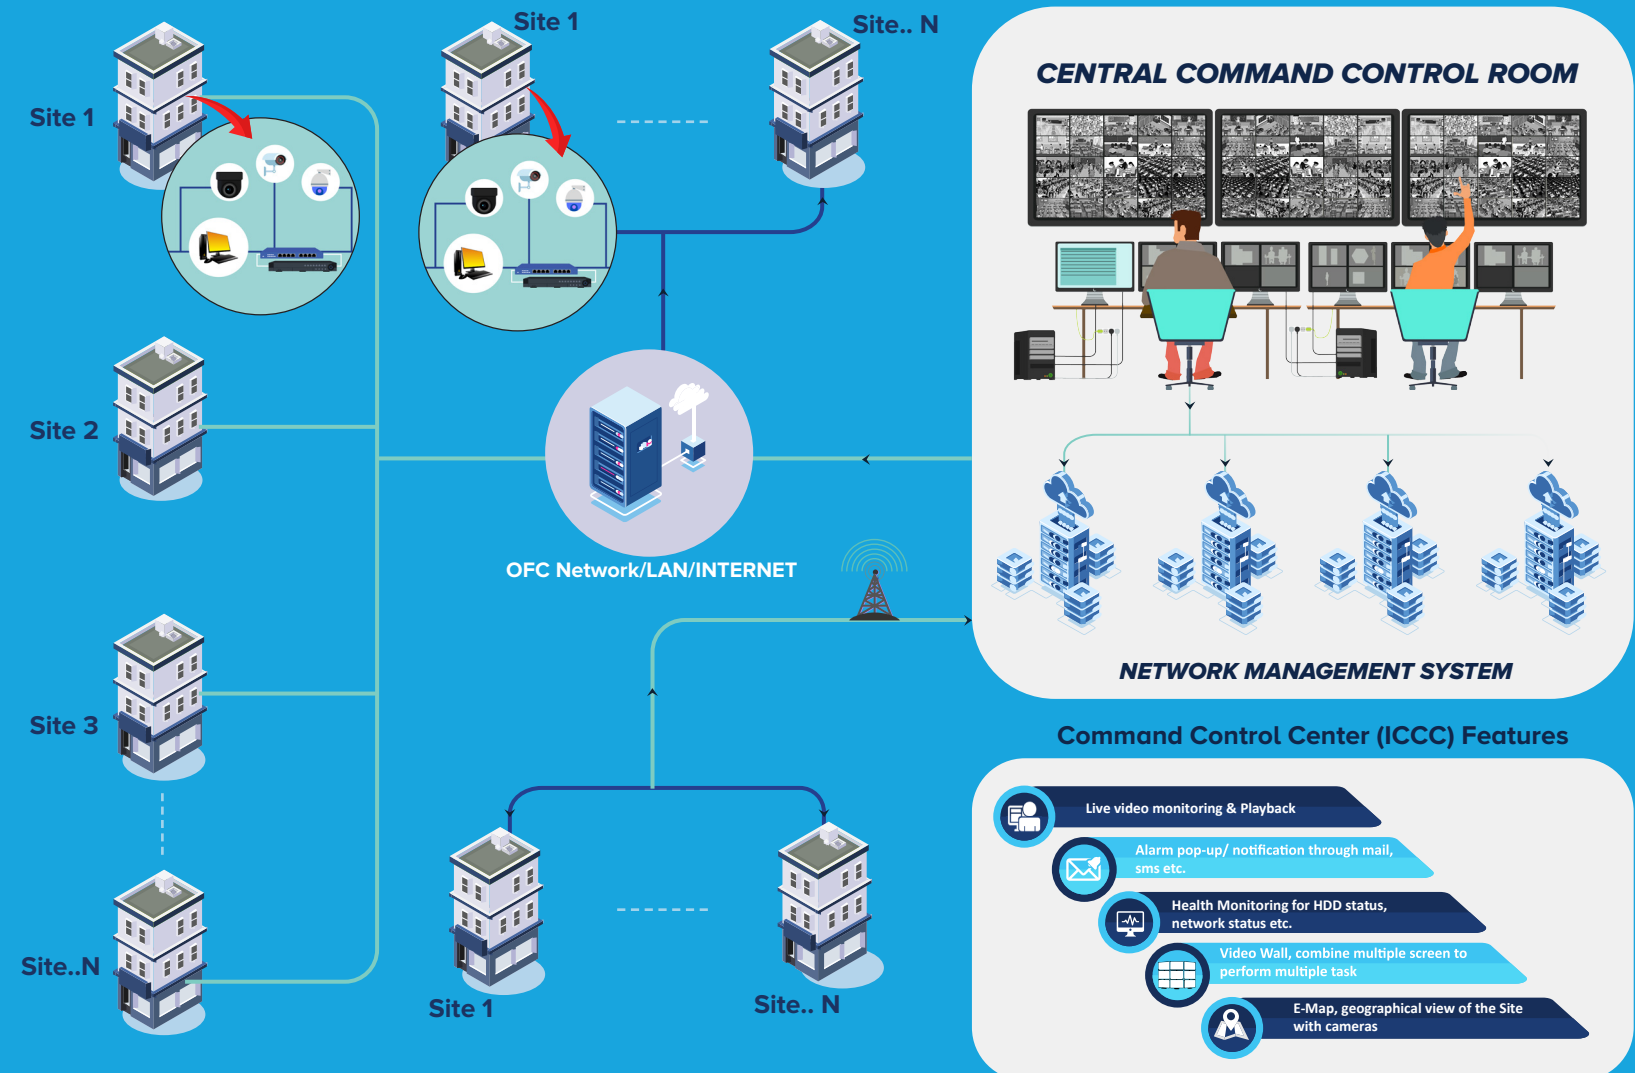 Site 1
Site.. N
CENTRAL COMMAND CONTROL ROOM
Site 1
Site 2
OFC Network/LAN/INTERNET
NETWORK MANAGEMENT SYSTEM
Site 3
Site..N
Site 1
Site.. N
Command Control Center (ICCC) Features
Live video monitoring & Playback
Alarm pop-up/ notification through mail,
sms etc.
Health Monitoring for HDD status,
network status etc.
Video Wall, combine multiple screen to
perform multiple task
E-Map, geographical view of the Site
with cameras